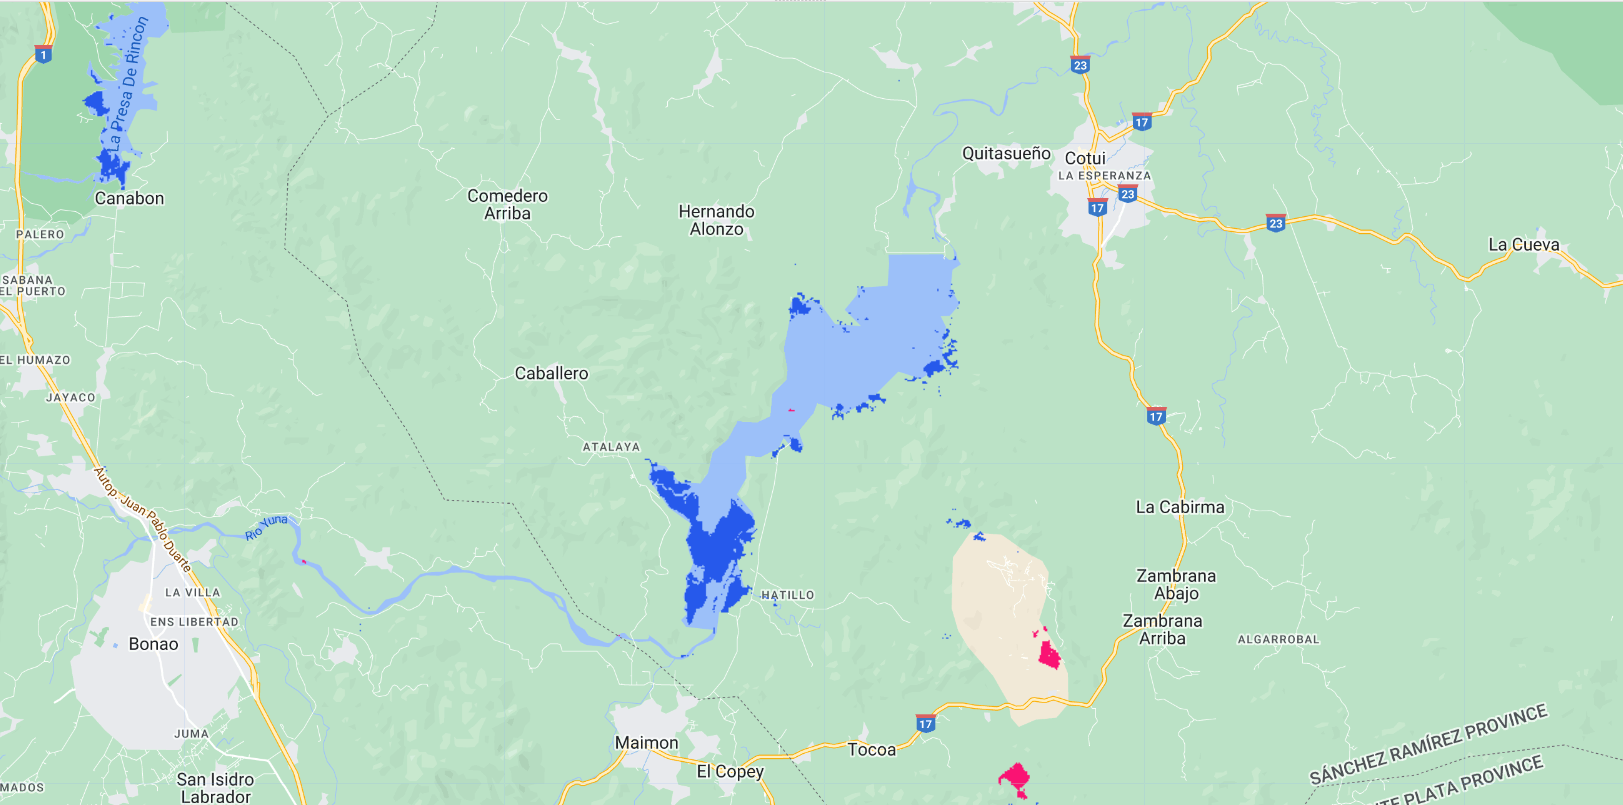 La Presa De Rincon
1
23
17
Quitasueño
Cotui
LA ESPERANZA
Canabon
23
Comedero
Arriba
17
Hernando
Alonzo
23
PALERO
La Cueva
SABANA
EL PUERTO
EL HUMAZO
Caballero
JAYACO
17
ATALAYA
Autop. Juan Pablo Duarte
La Cabirma
Rio Yuna
Zambrana
Abajo
LA VILLA
HATILLO
ENS LIBERTAD
Zambrana
Arriba
ALGARROBAL
Bonao
SÁNCHEZ RAMÍREZ PROVINCE
17
JUMA
Maimon
Tocoa
El Copey
TE PLATA PROVINCE
San Isidro
Labrador
MADOS